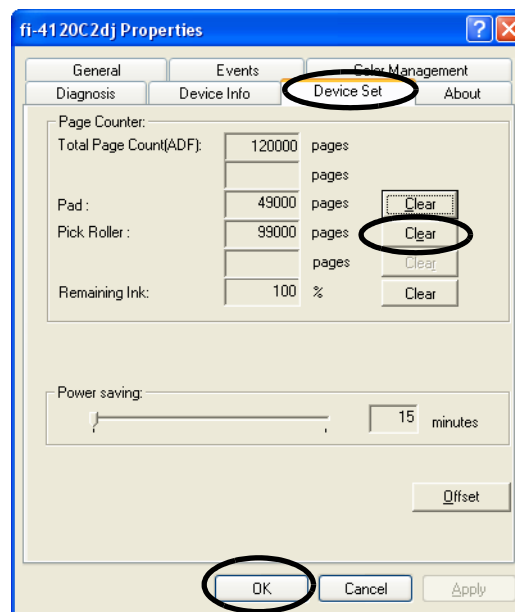 fi-4120C2dj Properties
General Events Color Management
Diagnosis Device Info Device Set About
Page Counter:
Total Page Count(ADF): 120000 pages
pages
Pad : 49000 pages Clear
Pick Roller : 99000 pages Clear
pages Clear
Remaining Ink: 100 % Clear
Power saving:
15 minutes
Offset
OK Cancel Apply